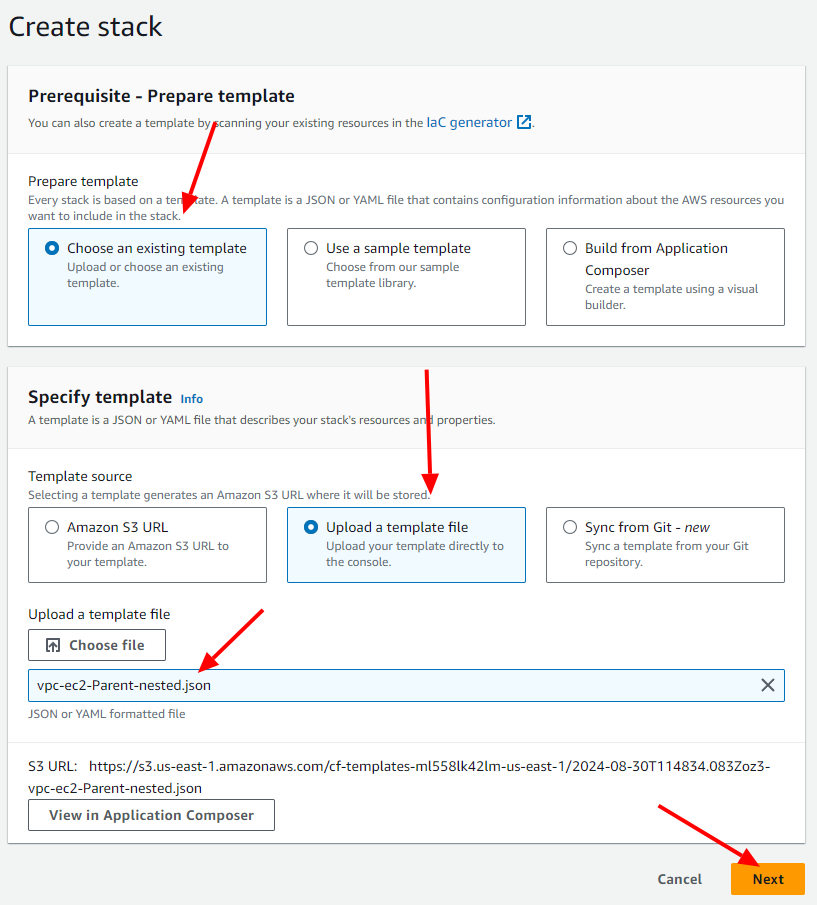 Create stack
Prerequisite - Prepare template
You can also create a template by scanning your existing resources in the IaC generator.
Prepare template
Every stack is based on a template. A template is a JSON or YAML file that contains configuration information about the AWS resources you
want to include in the stack.
Choose an existing template
Upload or choose an existing
template.
Use a sample template
Choose from our sample
template library.
Build from Application
Composer
Create a template using a visual
builder.
Specify template Info
A template is a JSON or YAML file that describes your stack's resources and properties.
Template source
Selecting a template generates an Amazon S3 URL where it will be stored.
Amazon S3 URL
Provide an Amazon S3 URL to
your template.
Upload a template file
Upload your template directly to
the console.
Sync from Git - new
Sync a template from your Git
repository.
Upload a template file
Choose file
vpc-ec2-Parent-nested.json
JSON or YAML formatted file
S3 URL: https://s3.us-east-1.amazonaws.com/cf-templates-ml558lk42lm-us-east-1/2024-08-30T114834.083Zoz3-
vpc-ec2-Parent-nested.json
View in Application Composer
Cancel
Next